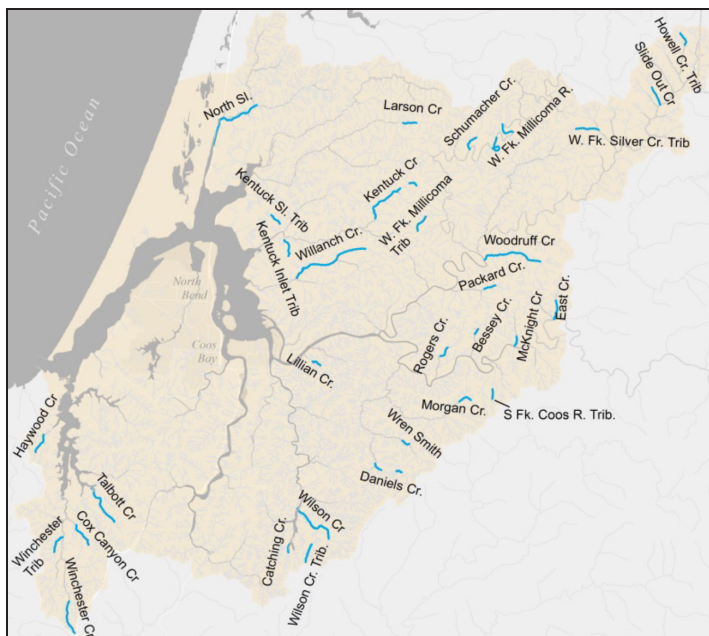 Howell Cr. Trib
Slide Out Cr
Pacific Ocean
North Sl.
Larson Cr
Schumacher Cr.
W. Fk. Millicoma R.
W. Fk. Silver Cr. Trib
Kentuck Sl. Trib
Kentuck Cr
Kentuck Inlet Trib
Willanch Cr.
W. Fk. Millicoma
Trib
Woodruff Cr
Packard Cr.
North
Bend
East Cr.
Coos
Bay
Lillian Cr.
Rogers Cr.
Bessey Cr.
McKnight Cr
Haywood Cr
Morgan Cr.
S Fk. Coos R. Trib.
Wren Smith
Daniels Cr.
Talbott Cr
Wilson Cr
Winchester
Trib
Cox Canyon Cr
Catching Cr.
Wilson Cr. Trib.
Winchester Cr